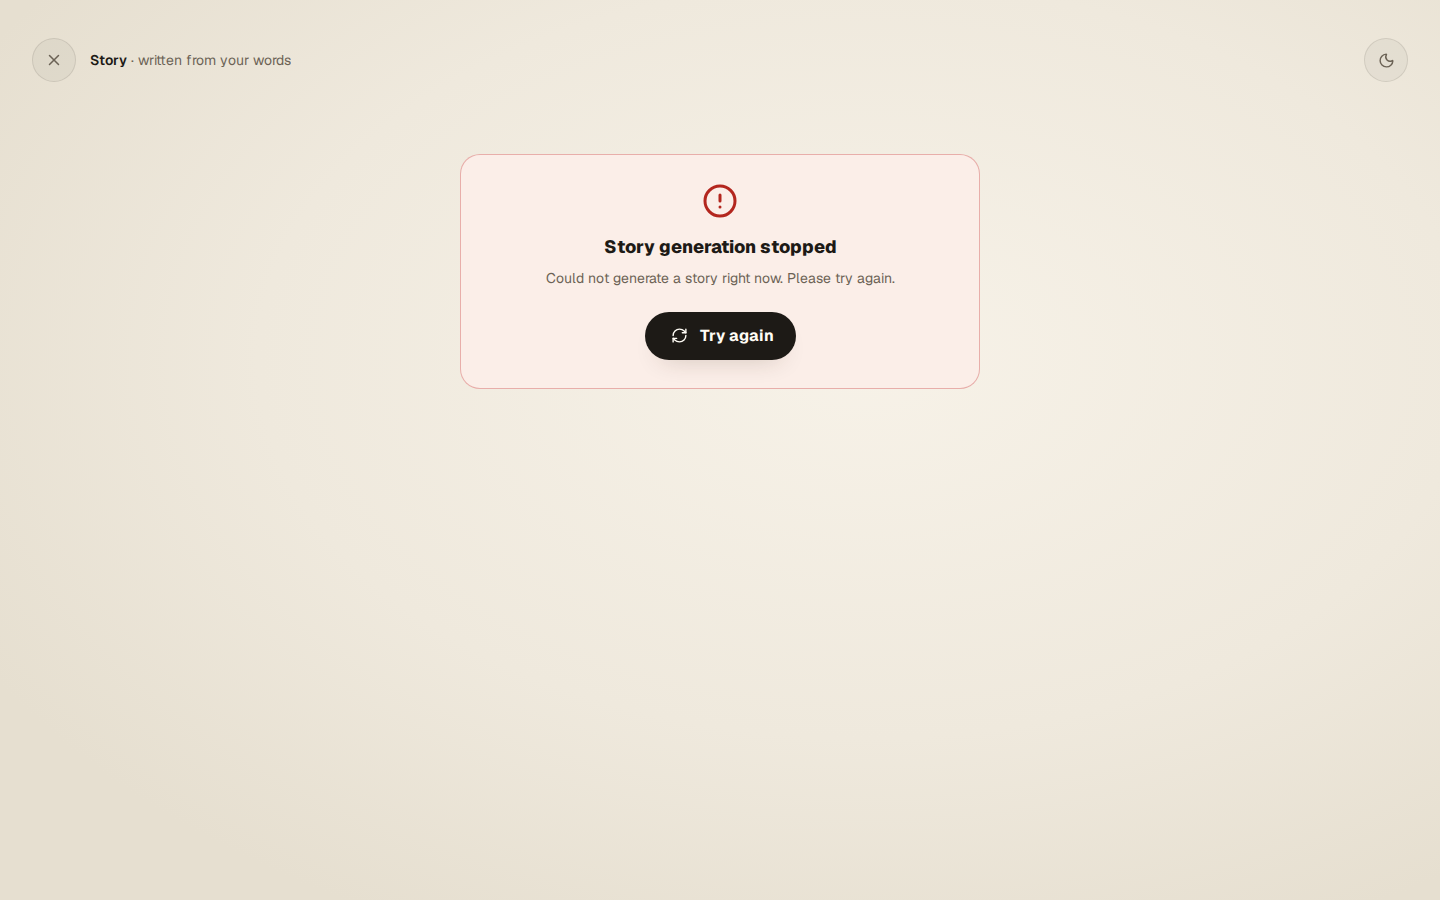 Story · written from your words
Story generation stopped
Could not generate a story right now. Please try again.
Try again